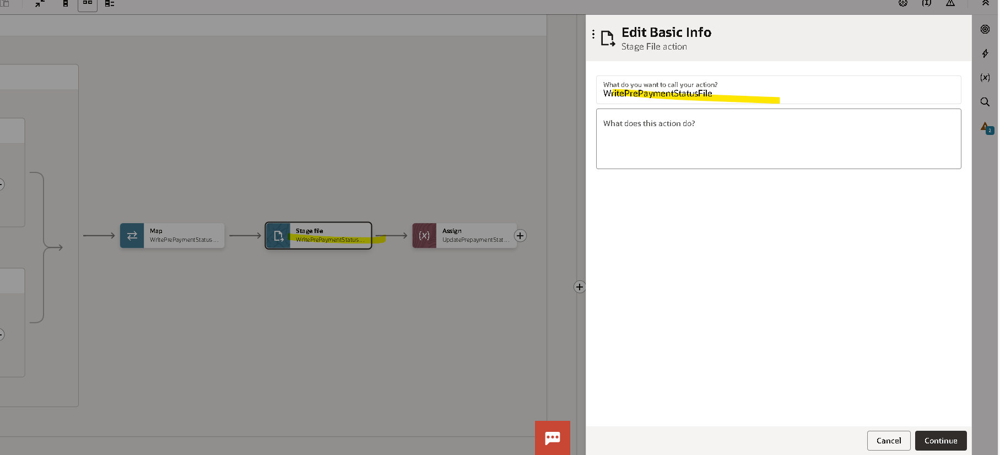 Edit Basic Info
Stage File action
What do you want to call your action?
WritePrePaymentStatusFile
What does this action do?
Map
WritePrePaymentStatus...
Stage file
WritePrePaymentStatus...
Assign
UpdatePrepaymentStat...
(x)
(x)
2
Cancel
Continue